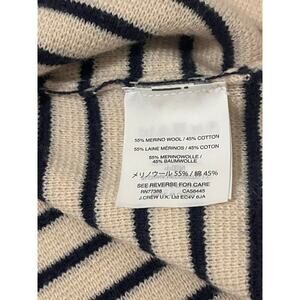 55% MERINO WOOL / 45% COTTON
55% LAINE MÉRINOS / 45% COTON
55% MERINOWOLLE /
45% BAUMWOLLE
メリノウール 55% / 綿 45%
SEE REVERSE FOR CARE
RN77388 CA58445
J.CREW U.K. Ltd EC4V 6JA